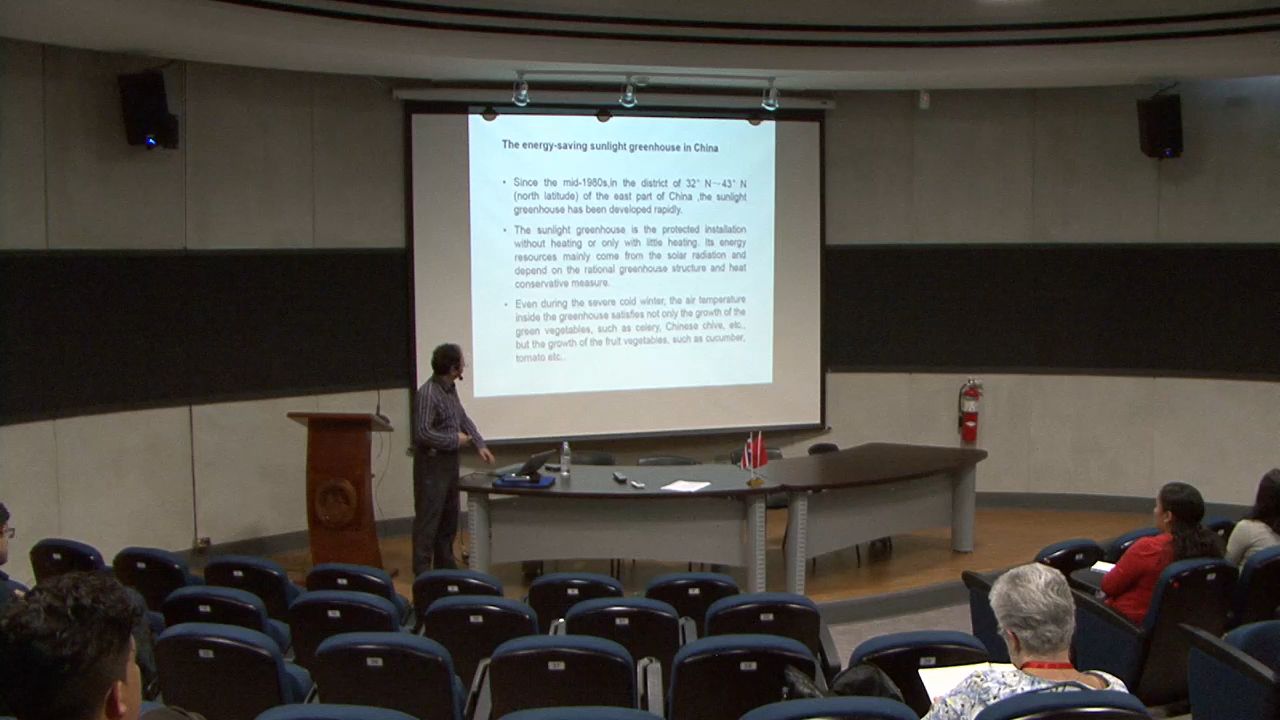 The energy-saving sunlight greenhouse in China
• Since the mid-1980s,in the district of 32° N~43° N
(north latitude) of the east part of China ,the sunlight
greenhouse has been developed rapidly.
• The sunlight greenhouse is the protected installation
without heating or only with little heating. Its energy
resources mainly come from the solar radiation and
depend on the rational greenhouse structure and heat
conservative measure.
• Even during the severe cold winter, the air temperature
inside the greenhouse satisfies not only the growth of the
green vegetables, such as celery, Chinese chive, etc.,
but the growth of the fruit vegetables, such as cucumber,
tomato etc..